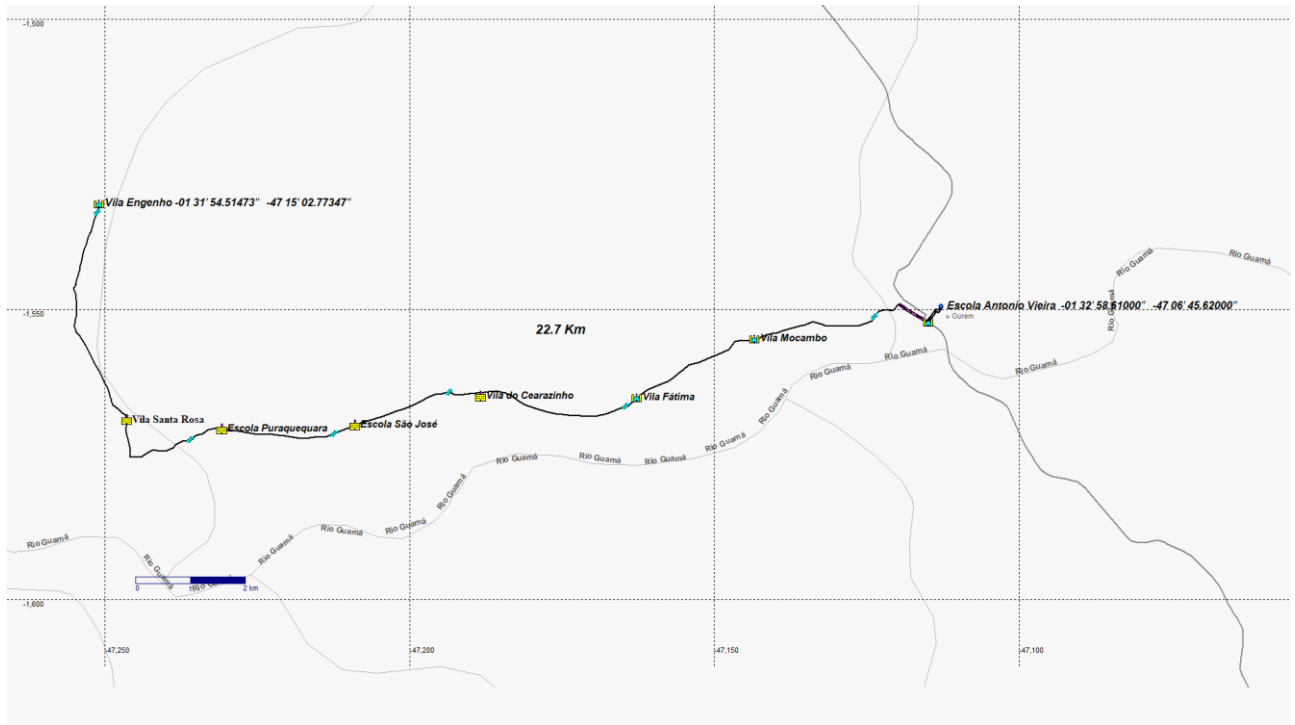 -1,500
Vila Engenho -01 31' 54.51473" -47 15' 02.77347"
Rio Guamá
Rio Guamá
Rio Guamá
Escola Antonio Vieira -01 32' 58.61000" -47 06' 45.62000"
-1,550
Ourem
22.7 Km
Vila Mocambo
Rio Guamá
Rio Guamá
Rio Guamá
Rio Guamá
Vila do Cearazinho
Vila Fátima
Vila Santa Rosa
Escola Puraquequara
Escola São José
Rio Guamá
Rio Guamá
Rio Guamá
Rio Guamá
Rio Guamá
Rio Guamá
Rio Guamá
Rio Guamá
Rio Guamá
Rio Guamá
Rio Guamá
0 1 2 km
-1,600
-47,250
-47,200
-47,150
-47,100